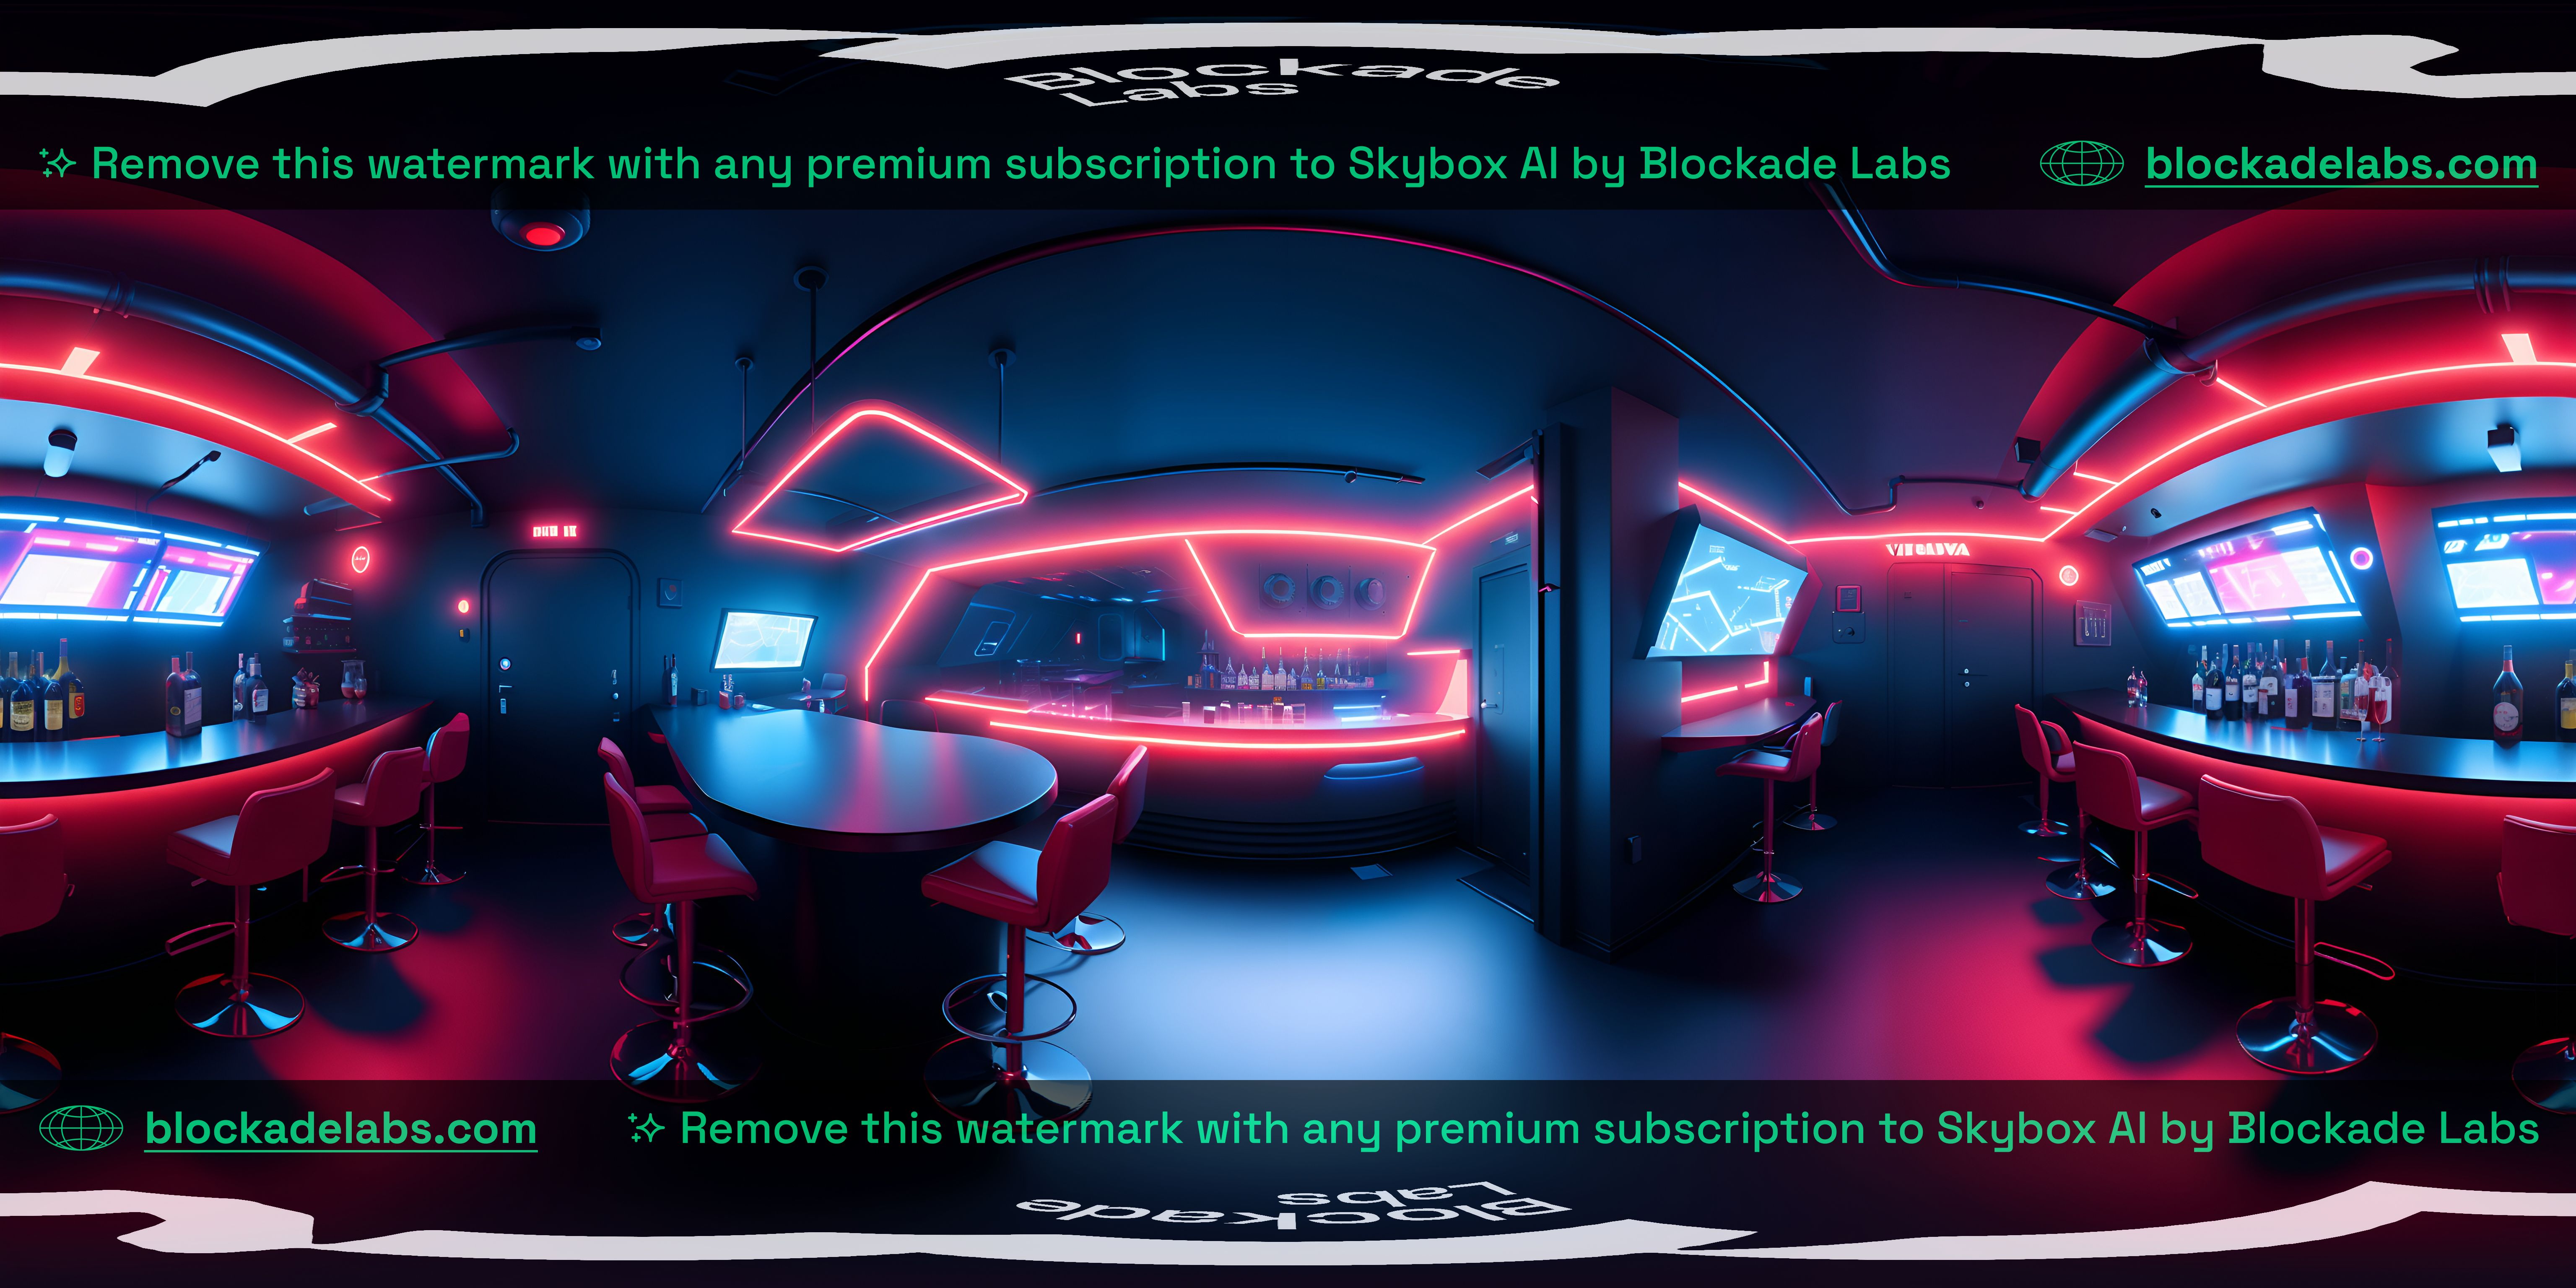 Blockade
Labs
Remove this watermark with any premium subscription to Skybox AI by Blockade Labs
blockadelabs.com
blockadelabs.com
Remove this watermark with any premium subscription to Skybox AI by Blockade Labs
Labs
Blockade